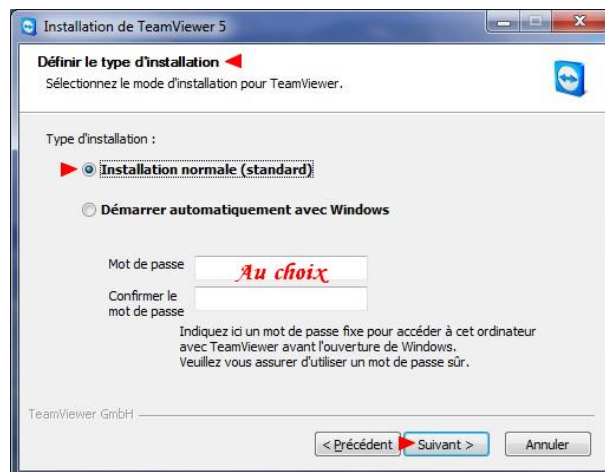 Installation de TeamViewer 5
Définir le type d'installation
Sélectionnez le mode d'installation pour TeamViewer.
Type d'installation :
Installation normale (standard)
Démarrer automatiquement avec Windows
Mot de passe
Au choix
Confirmer le
mot de passe
Indiquez ici un mot de passe fixe pour accéder à cet ordinateur
avec TeamViewer avant l'ouverture de Windows.
Veuillez vous assurer d'utiliser un mot de passe sûr.
TeamViewer GmbH
< Précédent
Suivant >
Annuler